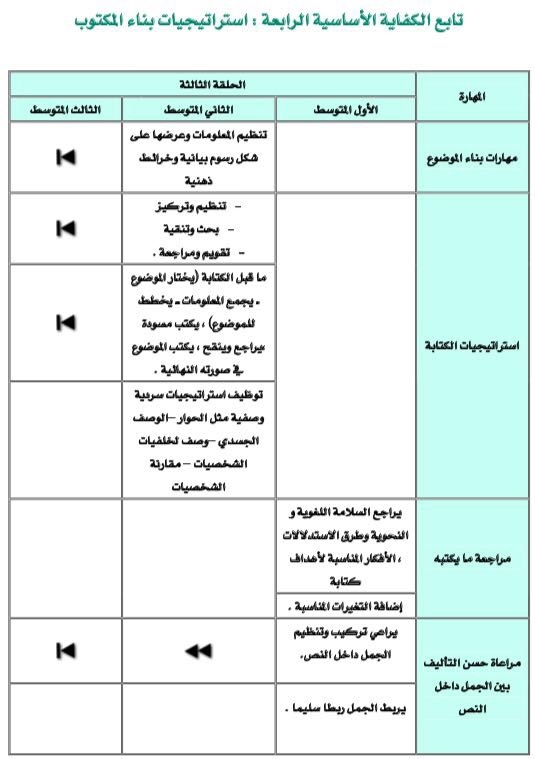 تابع الكفاية الأساسية الرابعة : استراتيجيات بناء المكتوب
المهارة
الحلقة الثالثة
الأول المتوسط
الثاني المتوسط
الثالث المتوسط
مهارات بناء الموضوع
تنظيم المعلومات وعرضها على
شكل رسوم بيانية وخرائط
ذهنية
استراتيجيات الكتابة
- تنظيم وتركيز
- بحث وتنقية
- تقويم ومراجعة .
ما قبل الكتابة (يختار الموضوع
ـ يجمع المعلومات ـ يخطط
للموضوع) ، يكتب مسودة
،يراجع وينقح ، يكتب الموضوع
في صورته النهائية .
توظيف استراتيجيات سردية
وصفية مثل الحوار –الوصف
الجسدي –وصف لخلفيات
الشخصيات – مقارنة
الشخصيات
مراجعة ما يكتبه
يراجع السلامة اللغوية و
النحوية وطرق الاستدلالات
، الأفكار المناسبة لأهداف
كتابة
إضافة التغيرات المناسبة .
مراعاة حسن التأليف
بين الجمل داخل
النص
يراعي تركيب وتنظيم
الجمل داخل النص.
يربط الجمل ربطا سليما .